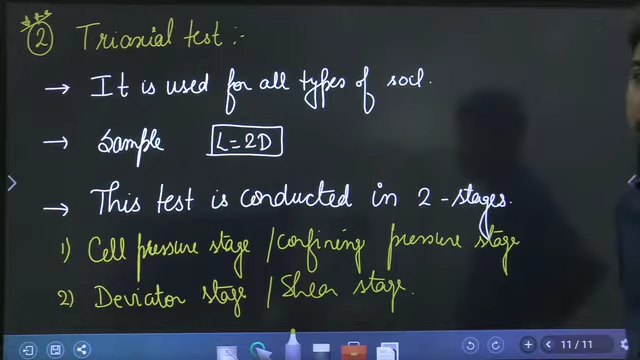 2 Triaxial test :-
→ It is used for all types of soil.
→ Sample L = 2D
→ This test is conducted in 2-stages.
1) Cell pressure stage / Confining pressure stage
2) Deviator stage / Shear stage.
11 / 11